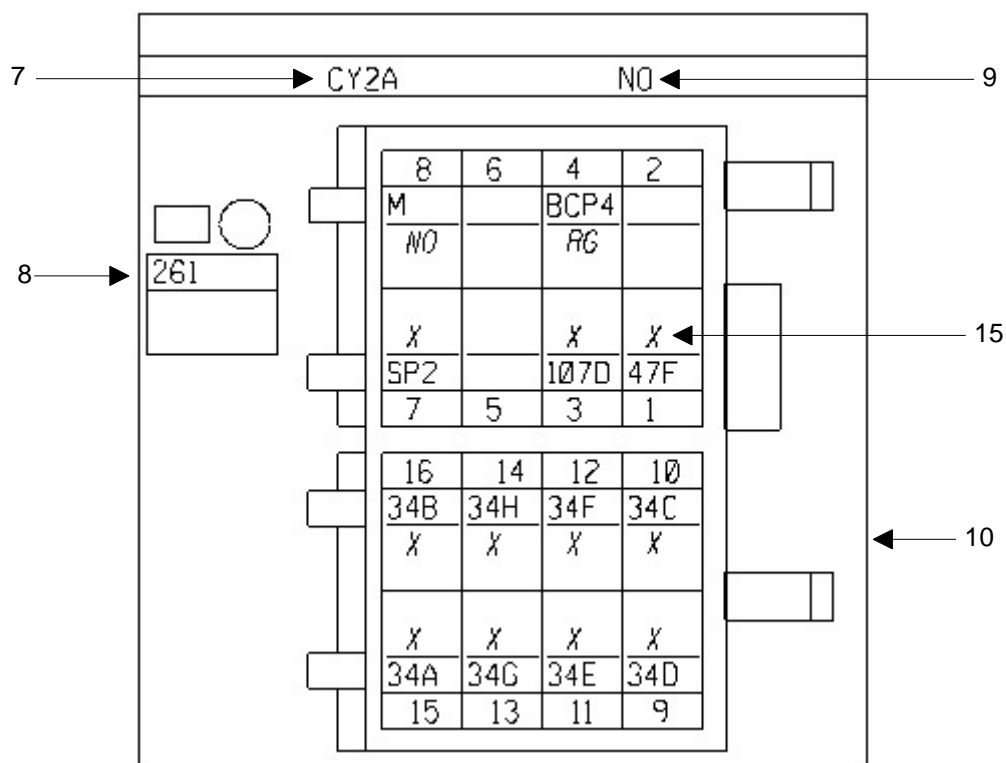 7 CY2A NO 9
8 6 4 2
M BCP4
NO RG
8 261
X X X 15
SP2 107D 47F
7 5 3 1
16 14 12 10
34B 34H 34F 34C
X X X X
10
X X X X
34A 34G 34E 34D
15 13 11 9